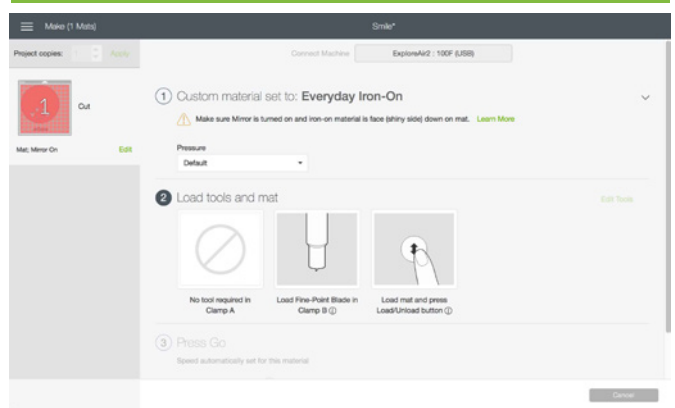 Make (1 Mats)
Smile*
Project copies:
1
Apply
Connect Machine
ExploreAir2 : 100F (USB)
1
Cut
Mat; Mirror On
Edit
1 Custom material set to: Everyday Iron-On
Make sure Mirror is turned on and iron-on material is face (shiny side) down on mat. Learn More
Pressure
Default
2 Load tools and mat
Edit Tools
No tool required in
Clamp A
Load Fine-Point Blade in
Clamp B
Load mat and press
Load/Unload button
3 Press Go
Speed automatically set for this material
Cancel